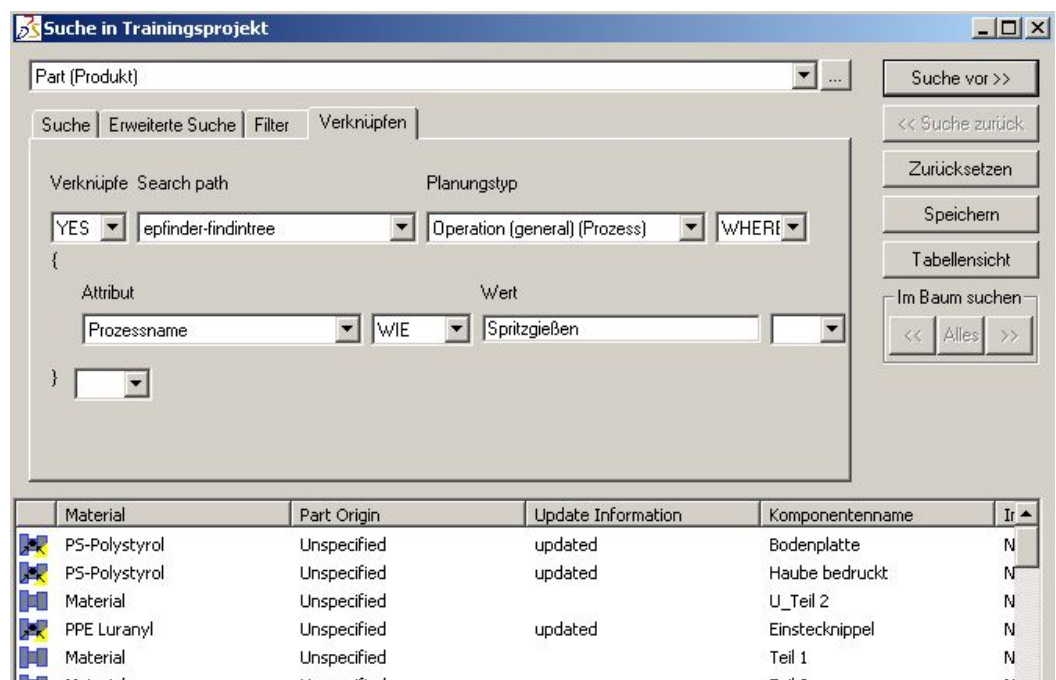 Suche in Trainingsprojekt
Part (Produkt) ... Suche vor >>
Suche Erweiterte Suche Filter Verknüpfen << Suche zurück
Zurücksetzen
Verknüpfe Search path Planungstyp
YES epfinder-findintree Operation (general) (Prozess) WHERE Speichern
{ Tabellensicht
Attribut Wert Im Baum suchen
Prozessname WIE Spritzgießen << Alles >>
}
Material Part Origin Update Information Komponentenname
PS-Polystyrol Unspecified updated Bodenplatte N
PS-Polystyrol Unspecified updated Haube bedruckt N
Material Unspecified U_Teil 2 N
PPE Luranyl Unspecified updated Einstecknippel N
Material Unspecified Teil 1 N